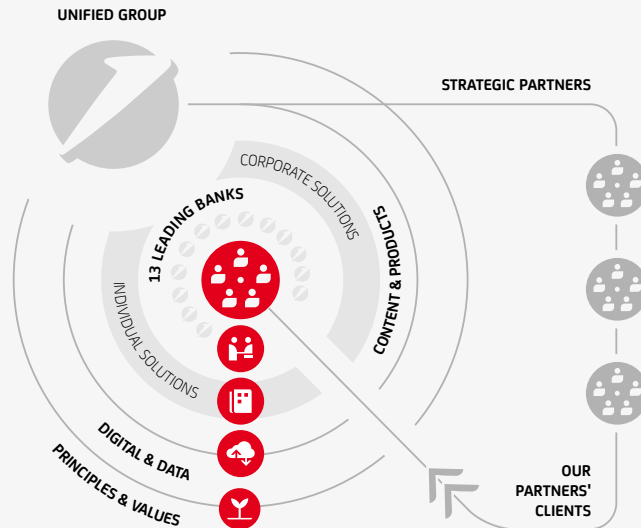 UNIFIED GROUP
STRATEGIC PARTNERS
CORPORATE SOLUTIONS
13 LEADING BANKS
CONTENT & PRODUCTS
INDIVIDUAL SOLUTIONS
DIGITAL & DATA
PRINCIPLES & VALUES
OUR
PARTNERS'
CLIENTS